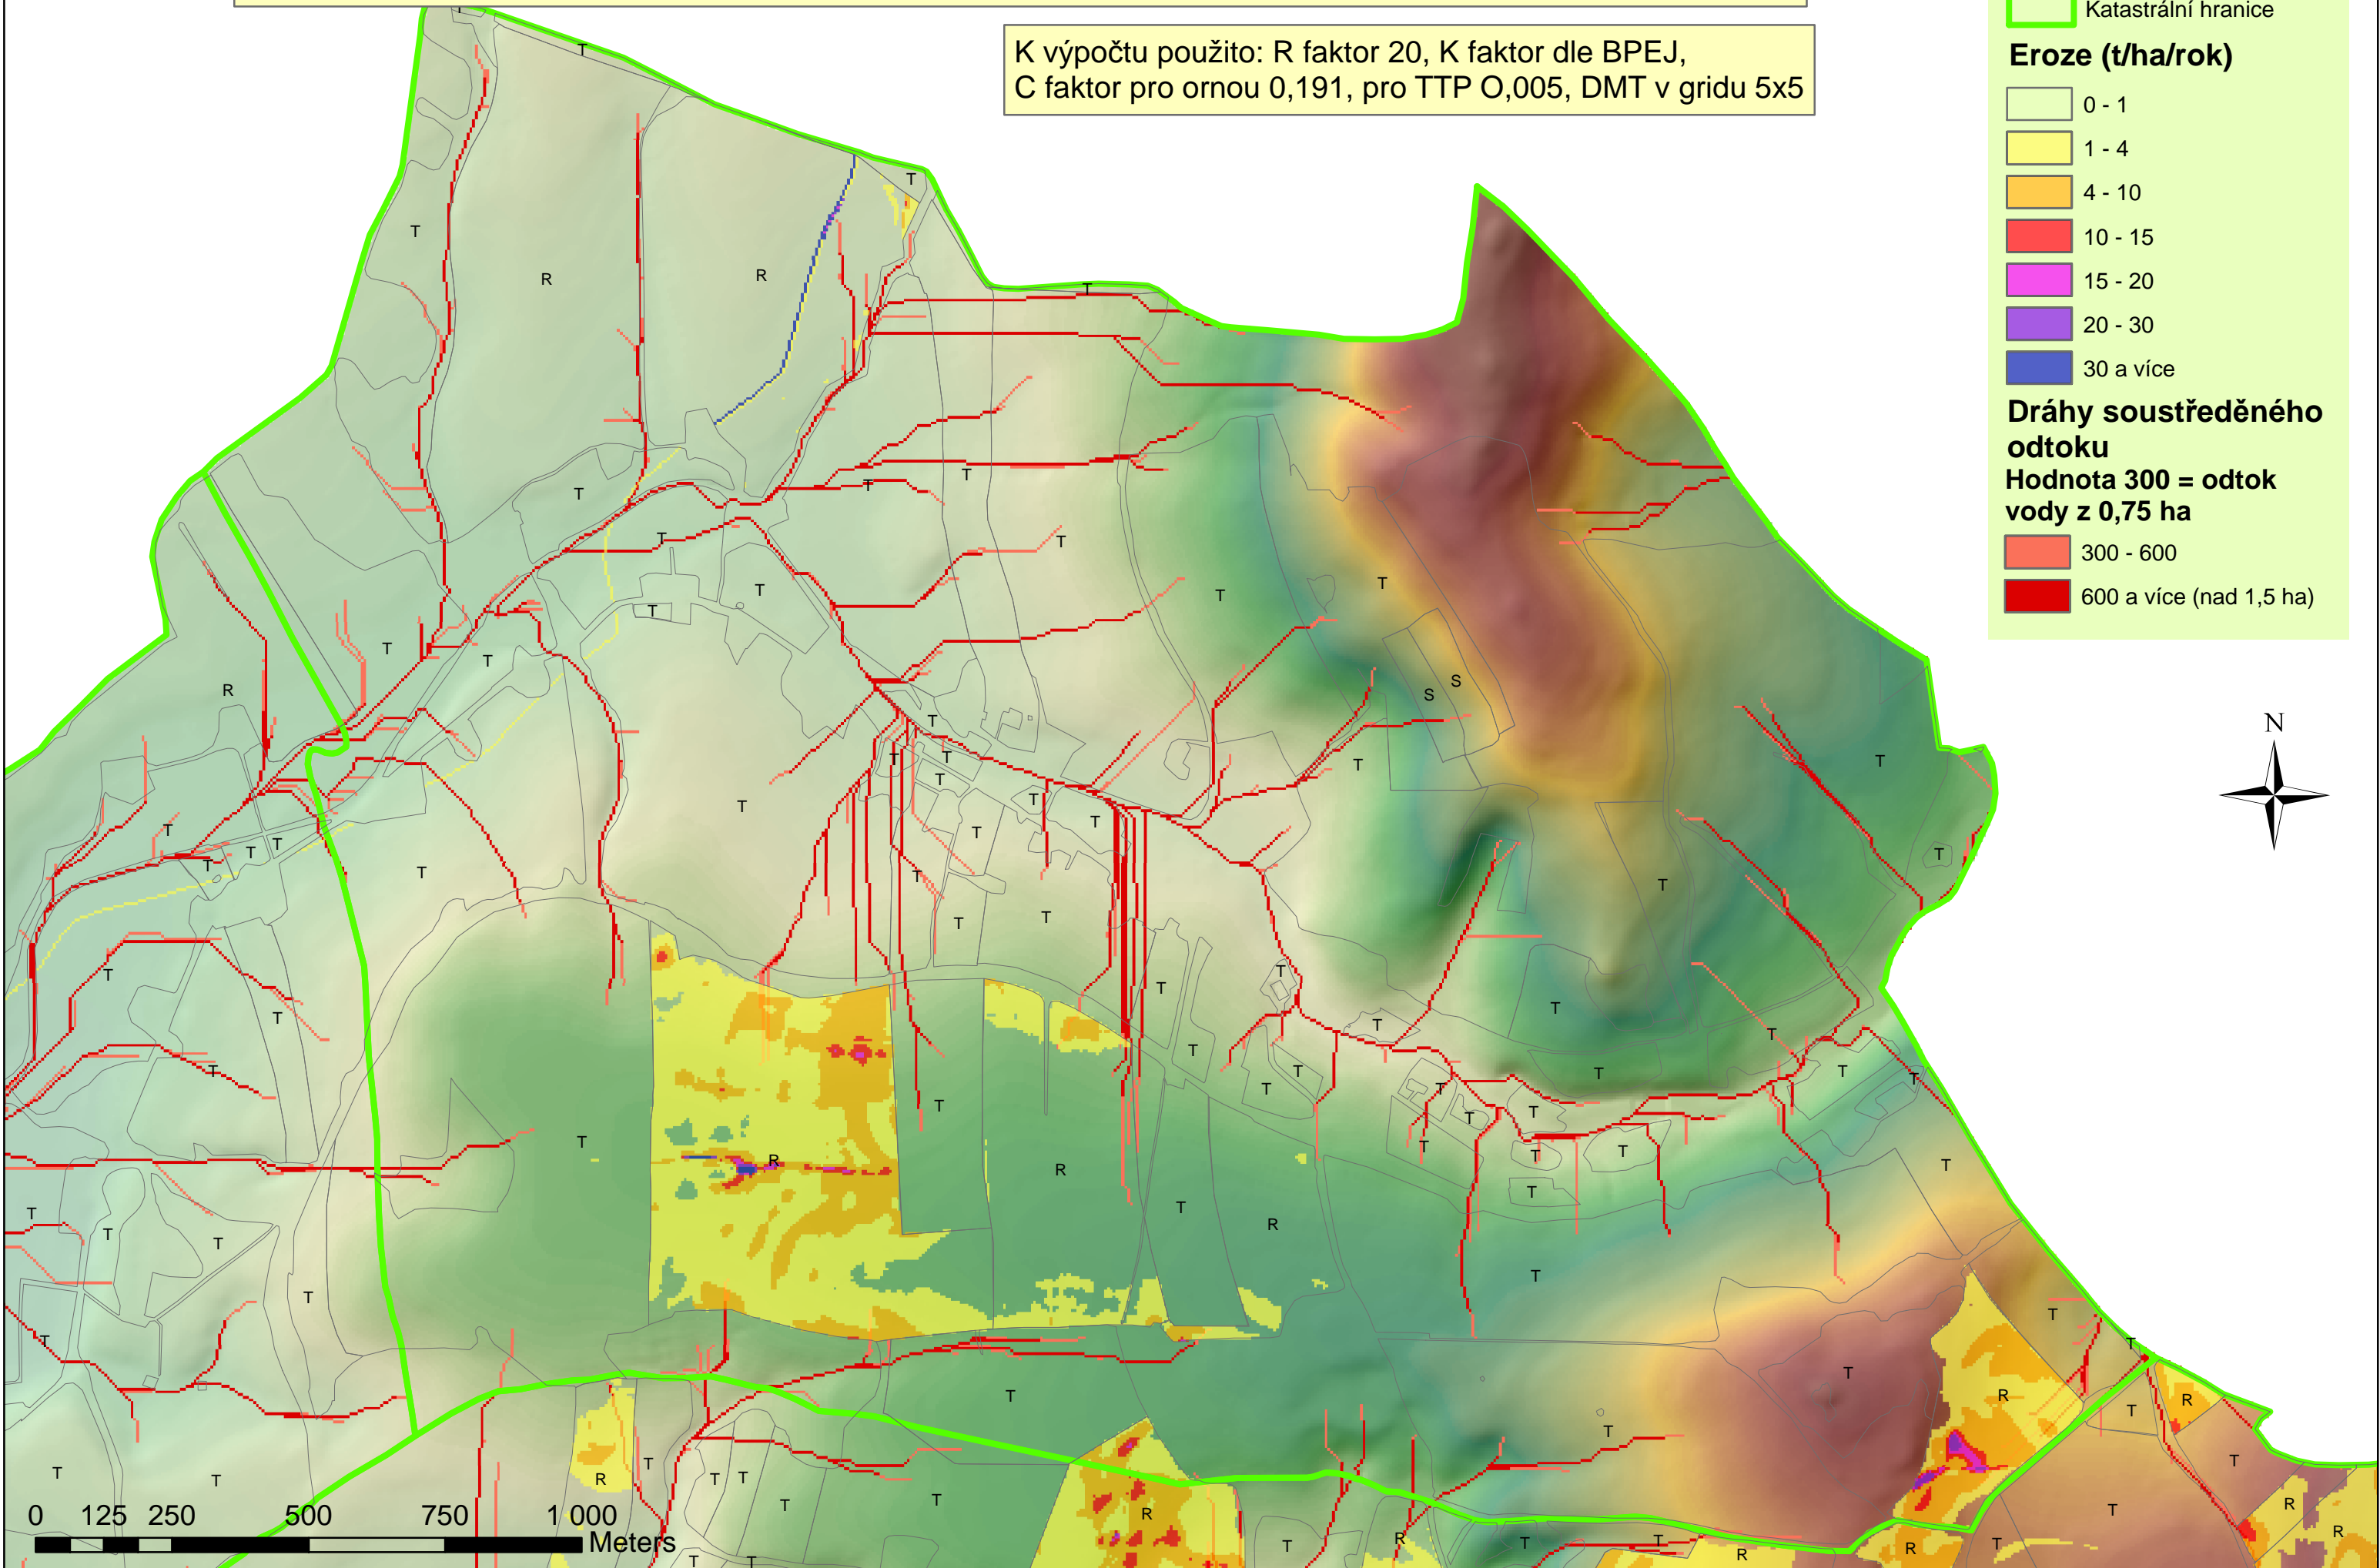 K výpočtu použito: R faktor 20, K faktor dle BPEJ,
C faktor pro ornou 0,191, pro TTP O,005, DMT v gridu 5x5
Katastrální hranice
Eroze (t/ha/rok)
0 - 1
1 - 4
4 - 10
10 - 15
15 - 20
20 - 30
30 a více
Dráhy soustředěného
odtoku
Hodnota 300 = odtok
vody z 0,75 ha
300 - 600
600 a více (nad 1,5 ha)
N
T
T
T
R
R
T
T
T
T
T
T
T
T
T
T
T
T
S
S
R
T
T
T
0 125 250 500 750 1 000
Meters